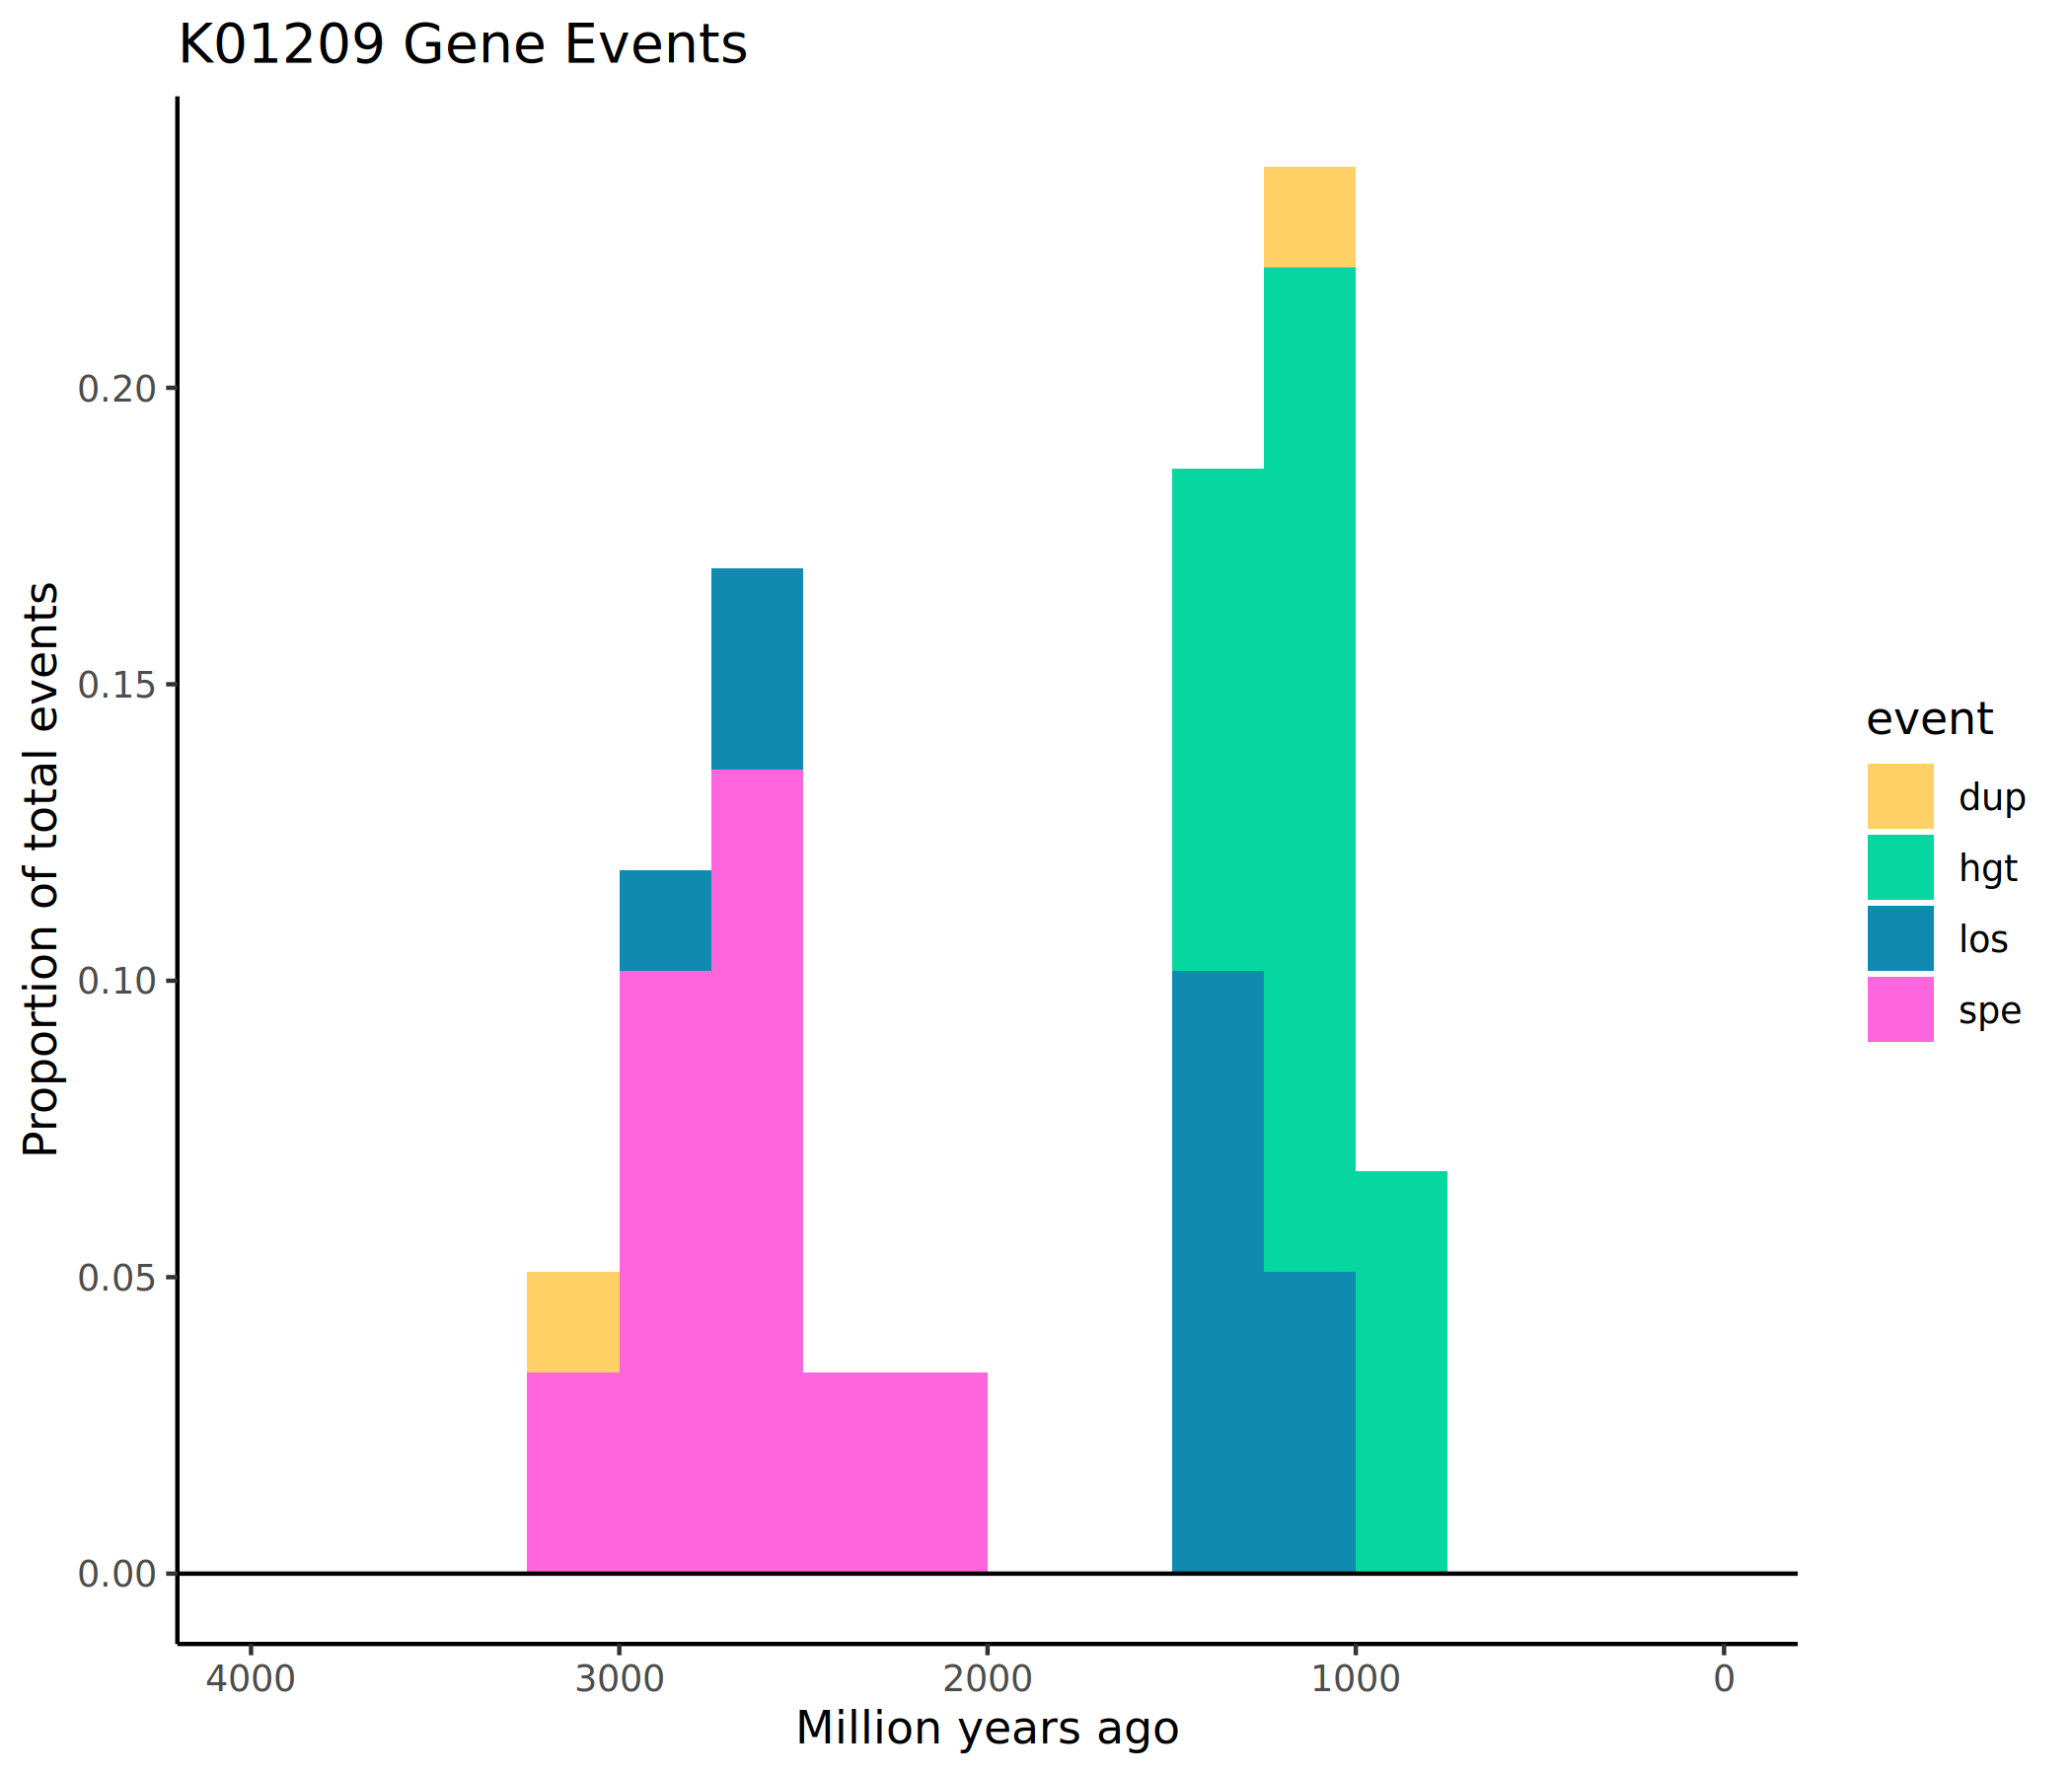 K01209 Gene Events
Proportion of total events
0.20
0.15
0.10
0.05
0.00
4000 3000 2000 1000 0
Million years ago
event
dup
hgt
los
spe